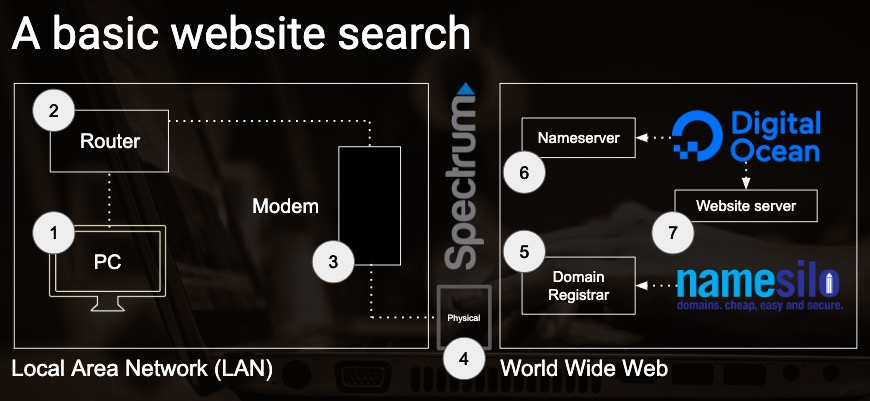 A basic website search
2
Router
1
PC
Modem
3
Spectrum
Physical
4
Nameserver
6
Digital
Ocean
Website server
7
5
Domain
Registrar
namesilo
domains. cheap, easy and secure.
Local Area Network (LAN)
World Wide Web